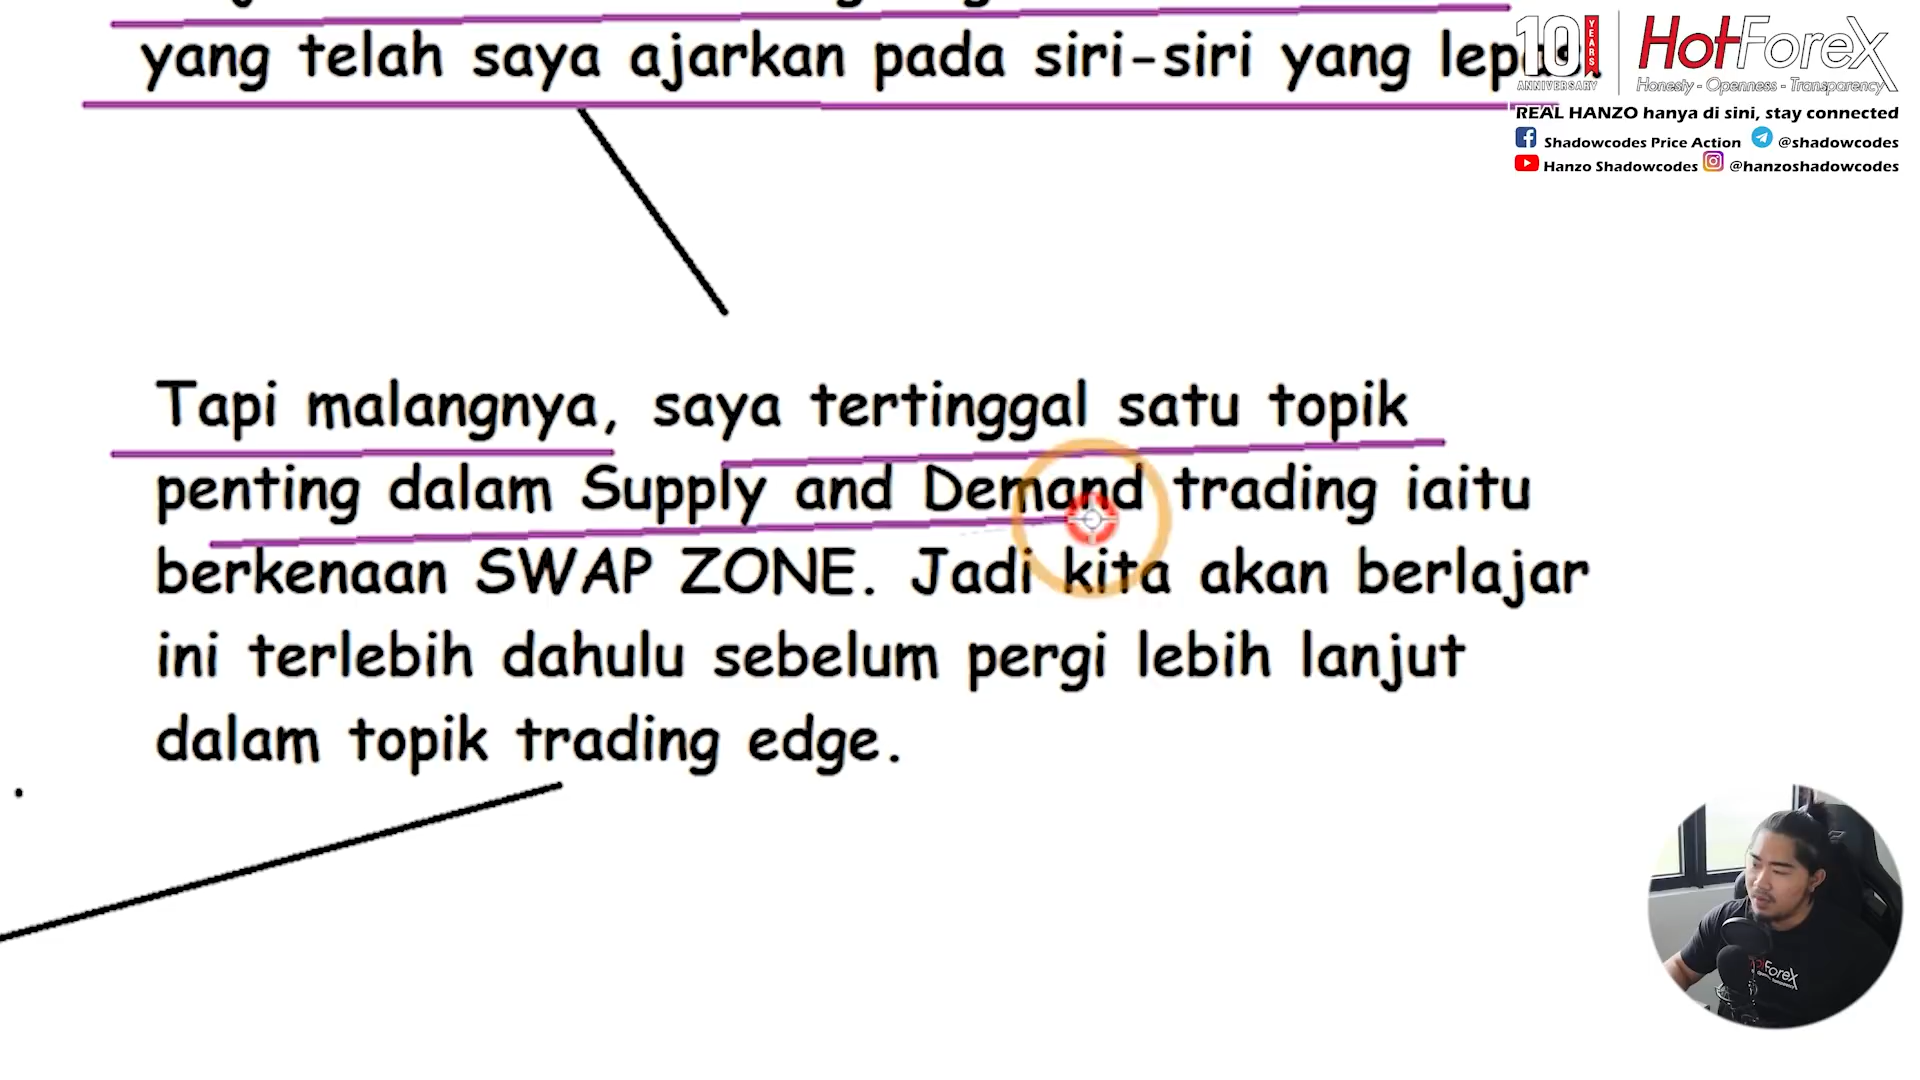 yang telah saya ajarkan pada siri-siri yang lepas.
10 YEARS ANNIVERSARY
HotForex
Honesty - Openness - Transparency
REAL HANZO hanya di sini, stay connected
Shadowcodes Price Action @shadowcodes
Hanzo Shadowcodes @hanzoshadowcodes
Tapi malangnya, saya tertinggal satu topik
penting dalam Supply and Demand trading iaitu
berkenaan SWAP ZONE. Jadi kita akan berlajar
ini terlebih dahulu sebelum pergi lebih lanjut
dalam topik trading edge.